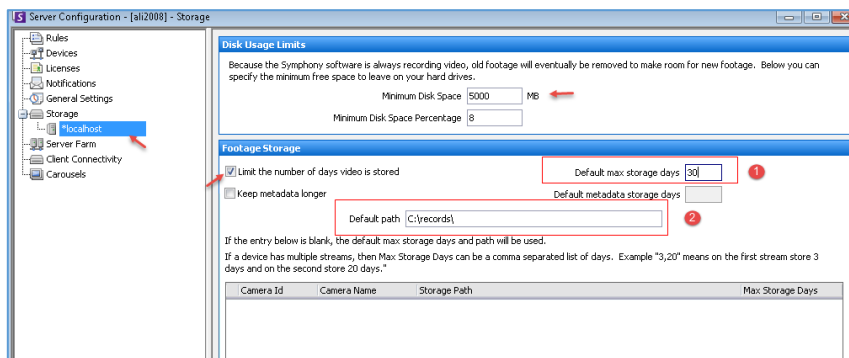 Server Configuration - [ali2008] - Storage
Rules
Devices
Licenses
Notifications
General Settings
Storage
*localhost
Server Farm
Client Connectivity
Carousels
Disk Usage Limits
Because the Symphony software is always recording video, old footage will eventually be removed to make room for new footage. Below you can
specify the minimum free space to leave on your hard drives.
Minimum Disk Space 5000 MB
Minimum Disk Space Percentage 8
Footage Storage
Limit the number of days video is stored Default max storage days 30 1
Keep metadata longer Default metadata storage days
Default path C:\records\ 2
If the entry below is blank, the default max storage days and path will be used.
If a device has multiple streams, then Max Storage Days can be a comma separated list of days. Example "3,20" means on the first stream store 3
days and on the second store 20 days."
Camera Id Camera Name Storage Path Max Storage Days